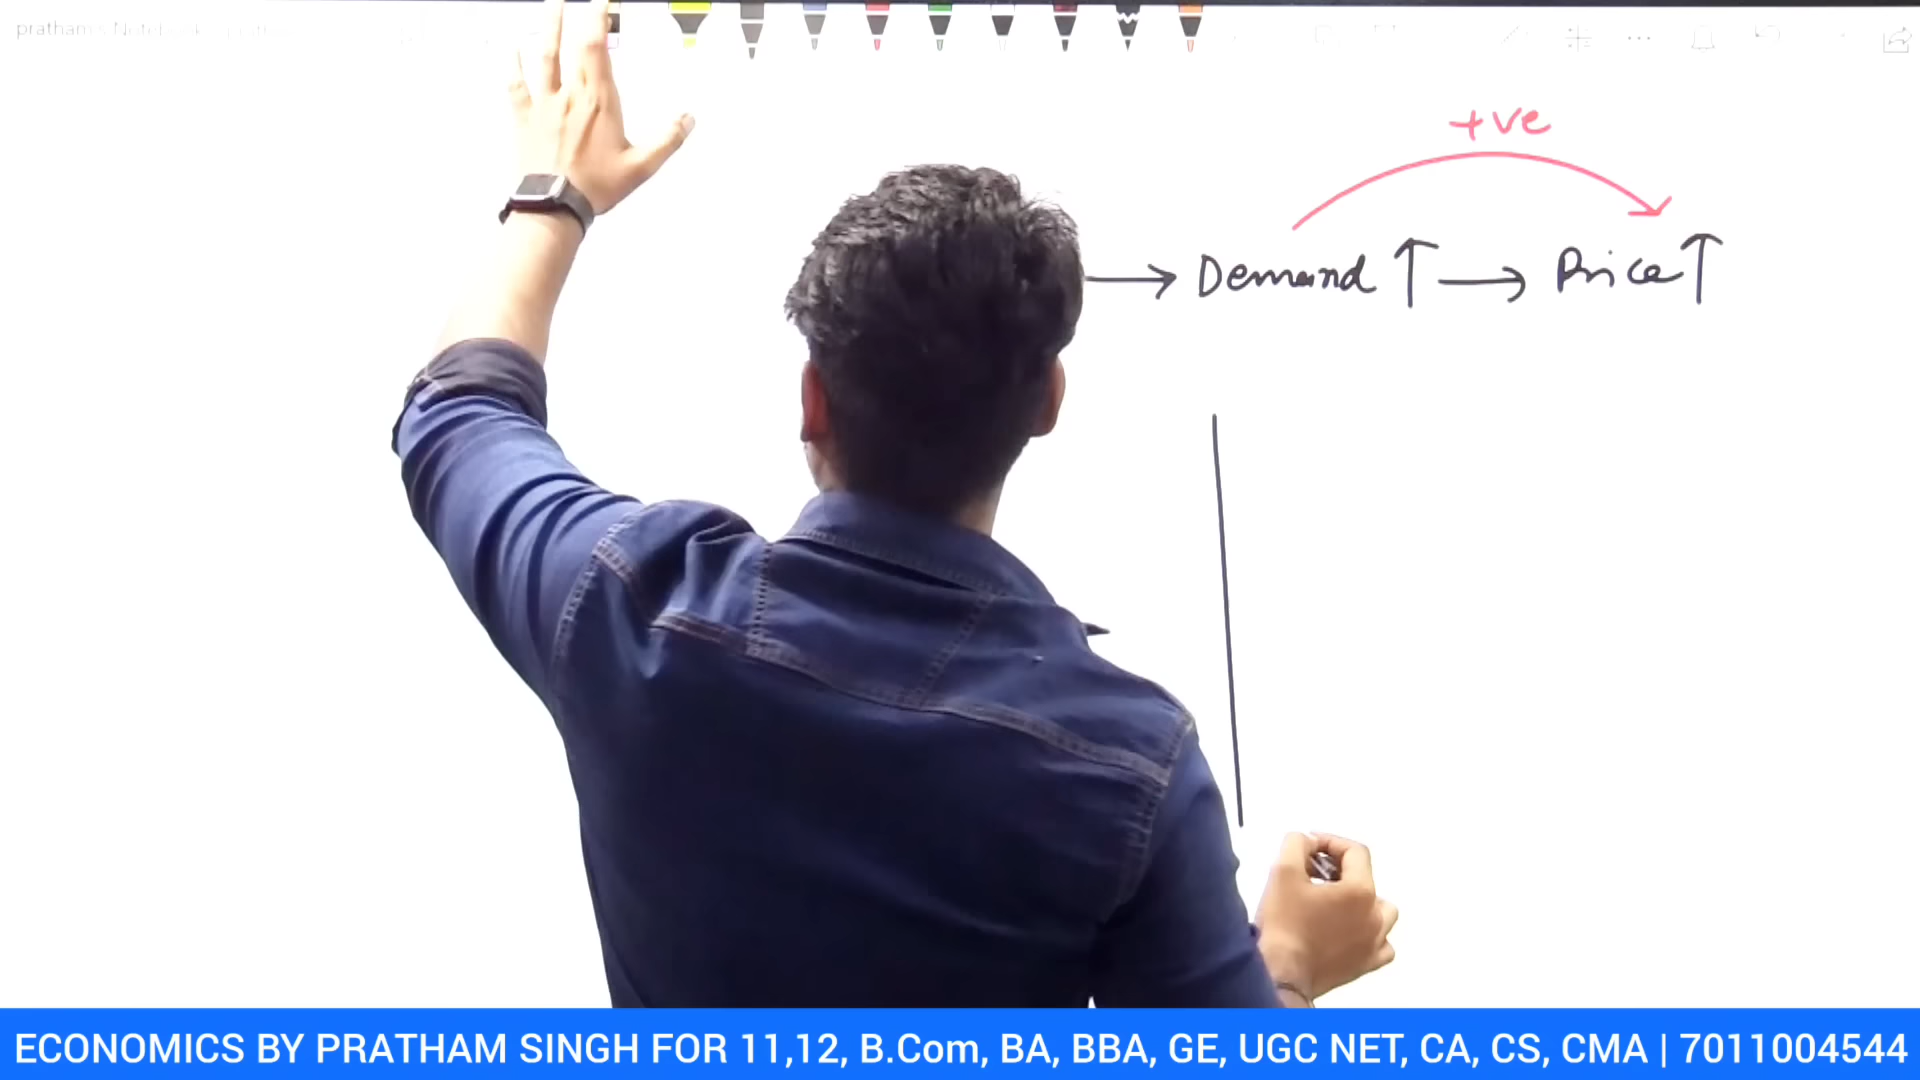 +ve
→ Demand ↑ → Price ↑
ECONOMICS BY PRATHAM SINGH FOR 11,12, B.Com, BA, BBA, GE, UGC NET, CA, CS, CMA | 7011004544